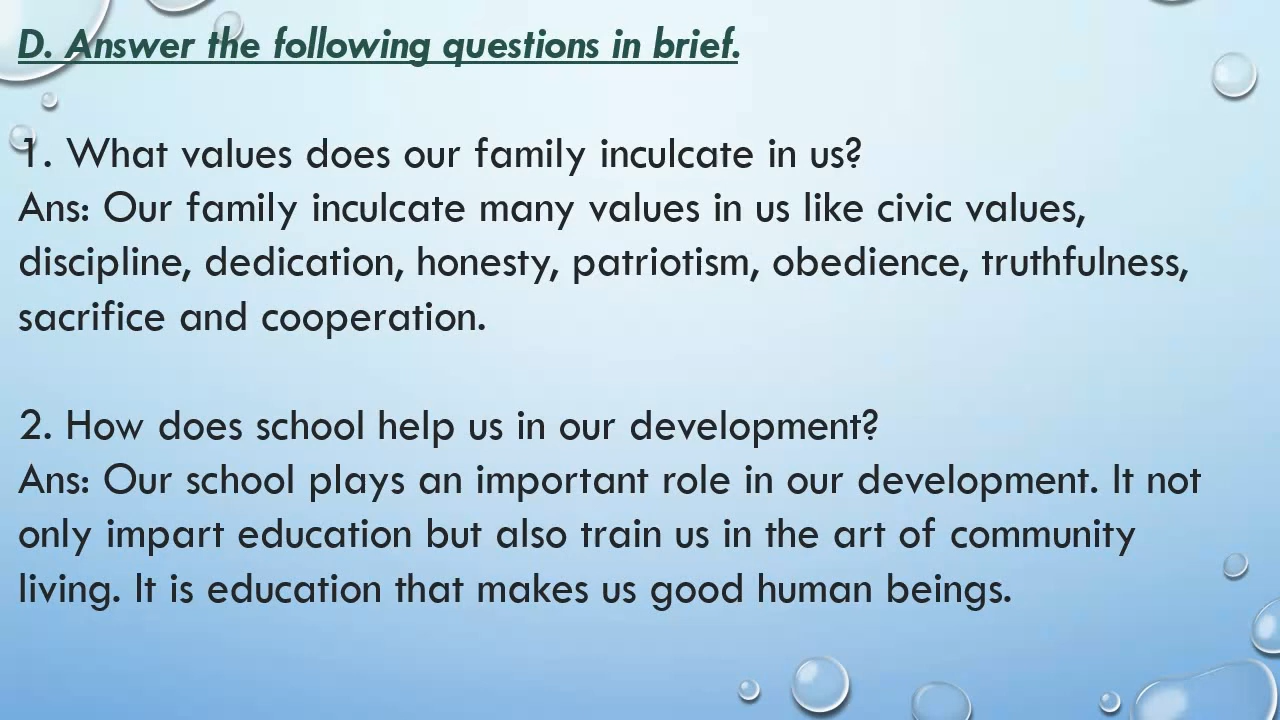 D. Answer the following questions in brief.
1. What values does our family inculcate in us?
Ans: Our family inculcate many values in us like civic values,
discipline, dedication, honesty, patriotism, obedience, truthfulness,
sacrifice and cooperation.
2. How does school help us in our development?
Ans: Our school plays an important role in our development. It not
only impart education but also train us in the art of community
living. It is education that makes us good human beings.